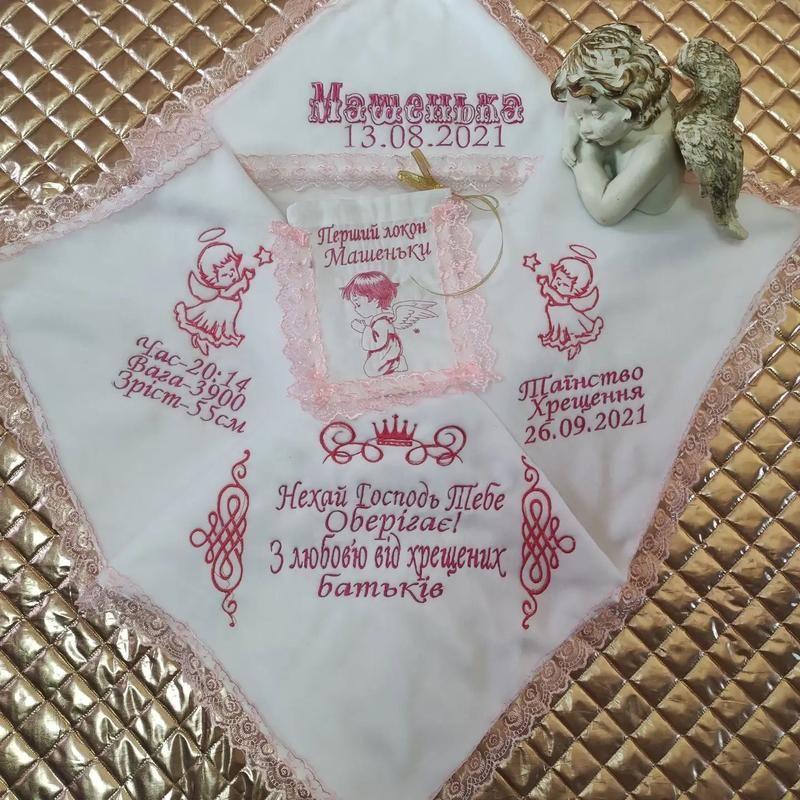 Машенька
13.08.2021
Перший локон
Машеньки
Час-20:14
Вага-3900
Зріст-55см
Таїнство
Хрещення
26.09.2021
Нехай Господь Тебе
Оберігає!
З любов'ю від хрещених
батьків